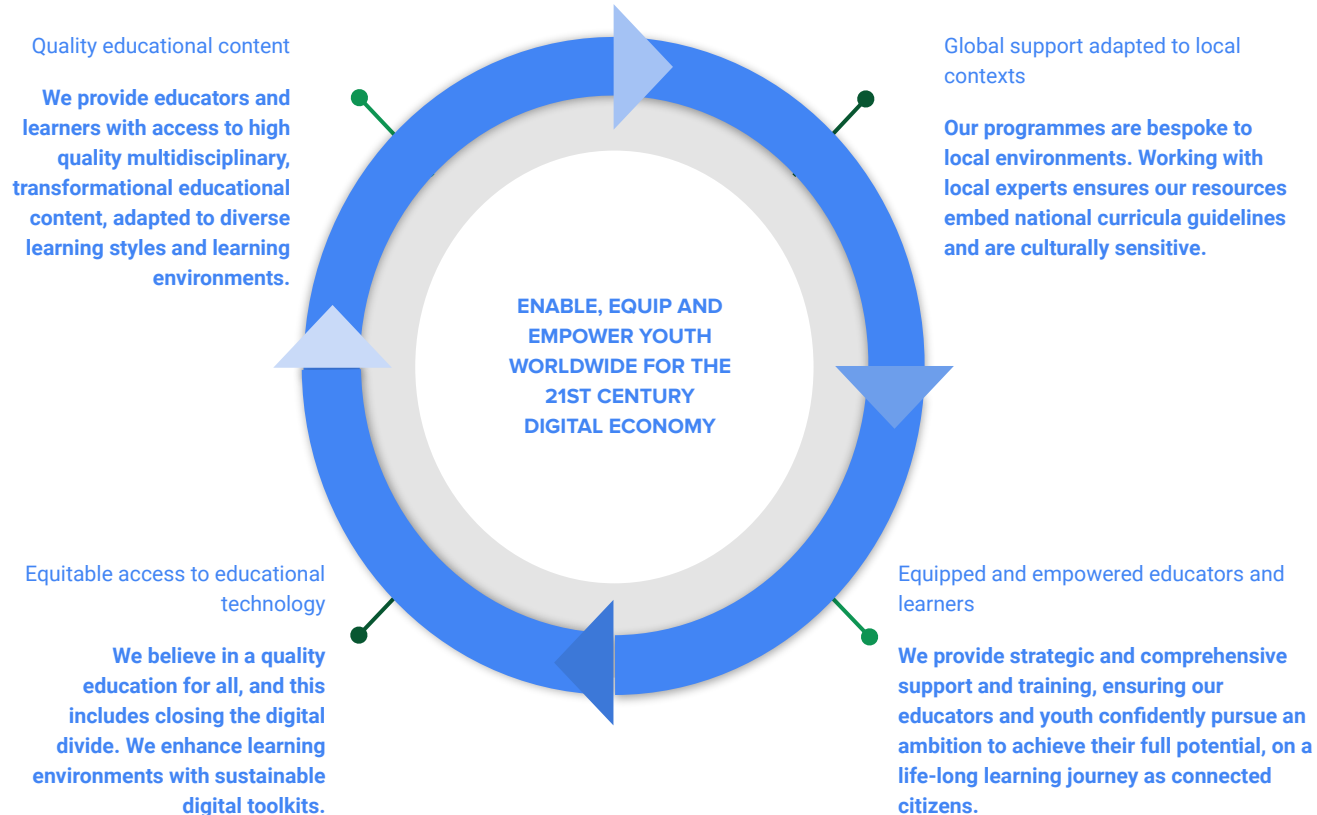 Quality educational content
We provide educators and
learners with access to high
quality multidisciplinary,
transformational educational
content, adapted to diverse
learning styles and learning
environments.
Global support adapted to local
contexts
Our programmes are bespoke to
local environments. Working with
local experts ensures our resources
embed national curricula guidelines
and are culturally sensitive.
ENABLE, EQUIP AND
EMPOWER YOUTH
WORLDWIDE FOR THE
21ST CENTURY
DIGITAL ECONOMY
Equitable access to educational
technology
We believe in a quality
education for all, and this
includes closing the digital
divide. We enhance learning
environments with sustainable
digital toolkits.
Equipped and empowered educators and
learners
We provide strategic and comprehensive
support and training, ensuring our
educators and youth confidently pursue an
ambition to achieve their full potential, on a
life-long learning journey as connected
citizens.